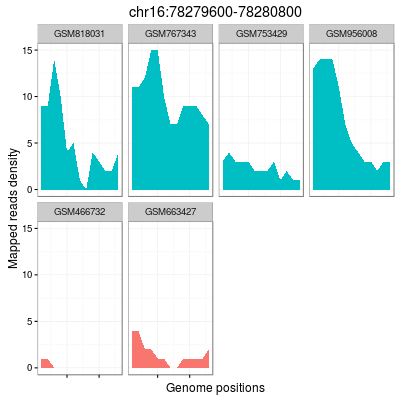 chr16:78279600-78280800
GSM818031 GSM767343 GSM753429 GSM956008
15
10
5
0
GSM466732 GSM663427
15
10
5
0
Mapped reads density
Genome positions